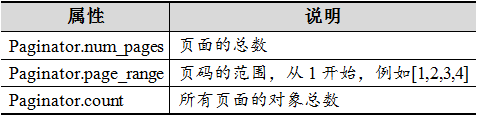 属性 说明
Paginator.num_pages 页面的总数
Paginator.page_range 页码的范围，从 1 开始，例如[1,2,3,4]
Paginator.count 所有页面的对象总数